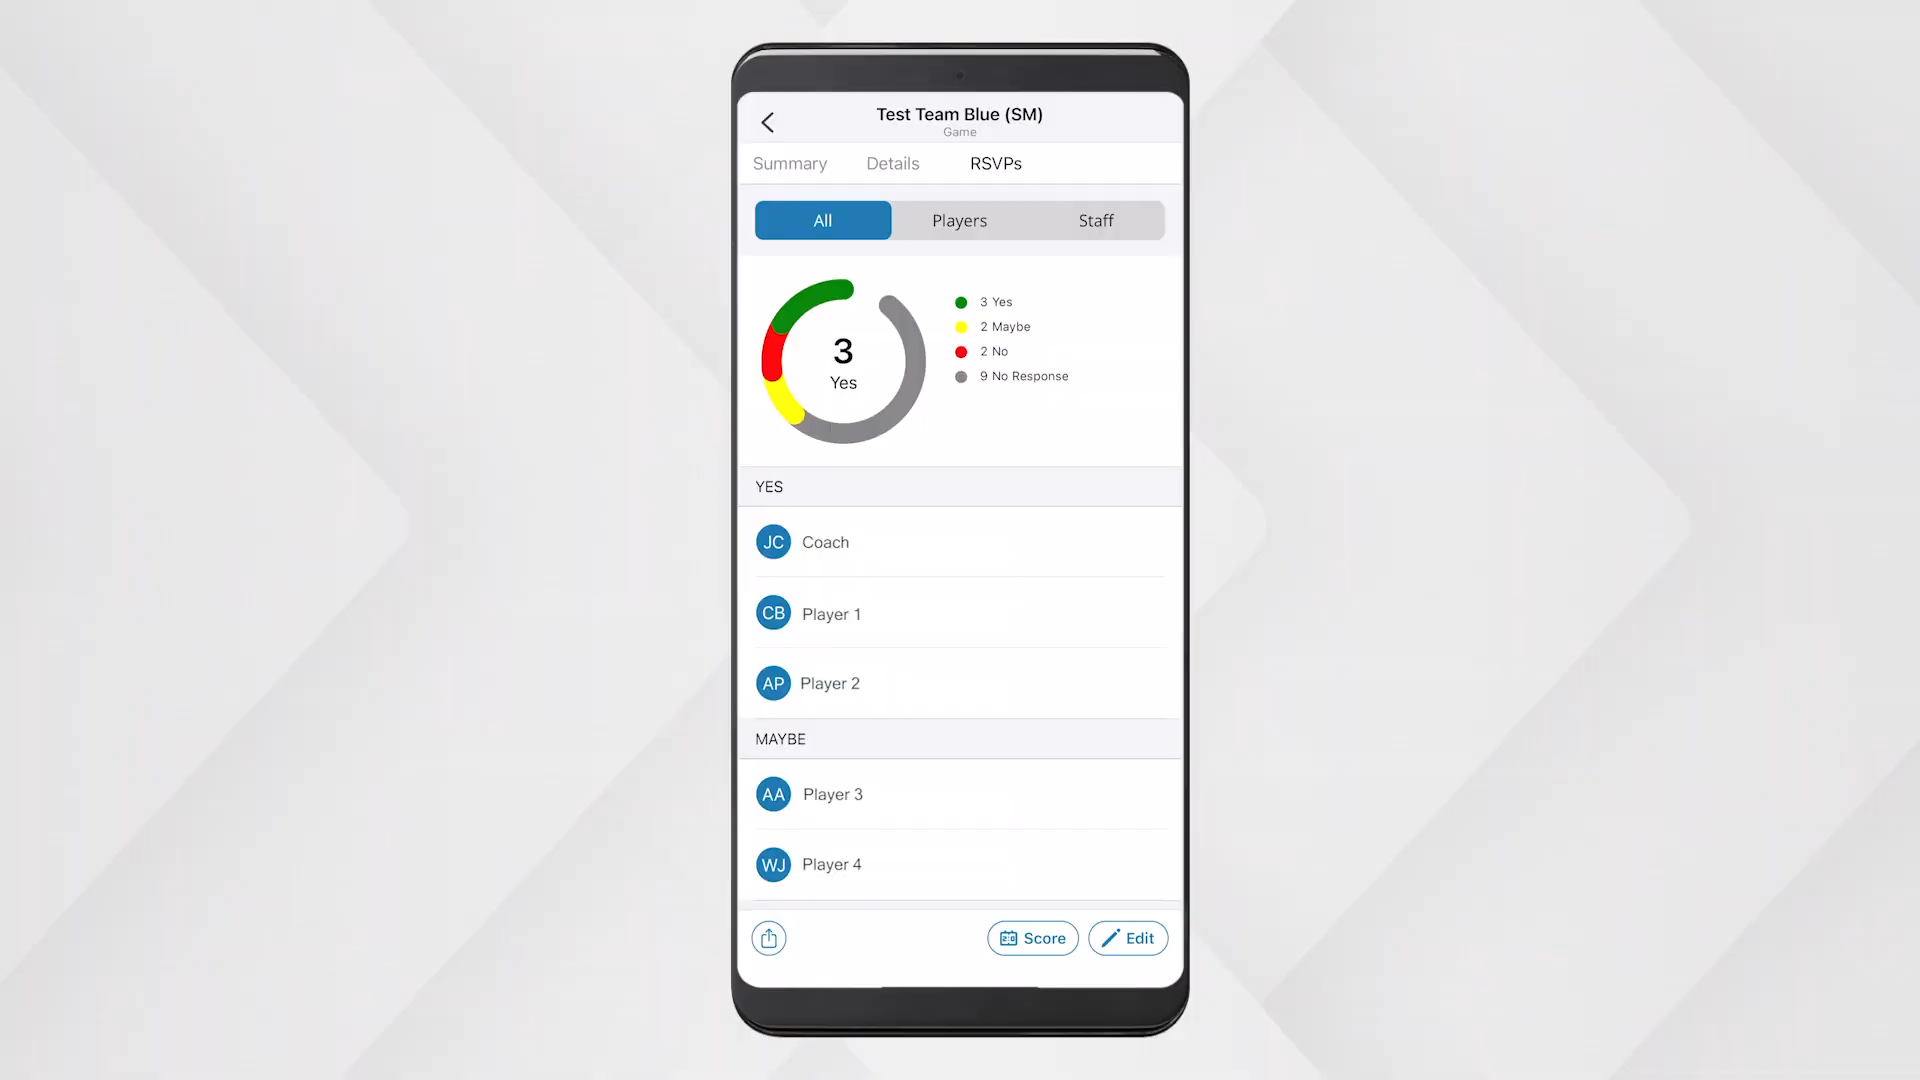 Test Team Blue (SM)
Game
Summary Details RSVPs
All Players Staff
3 Yes
2 Maybe
2 No
9 No Response
3
Yes
YES
JC Coach
CB Player 1
AP Player 2
MAYBE
AA Player 3
WJ Player 4
2:0 Score Edit